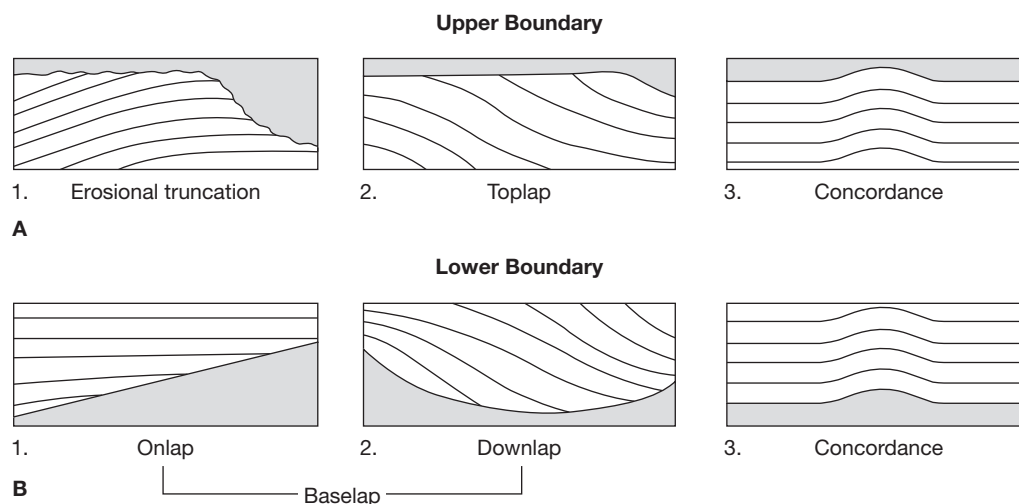 Upper Boundary
1. Erosional truncation 2. Toplap 3. Concordance
A
Lower Boundary
1. Onlap 2. Downlap 3. Concordance
B Baselap